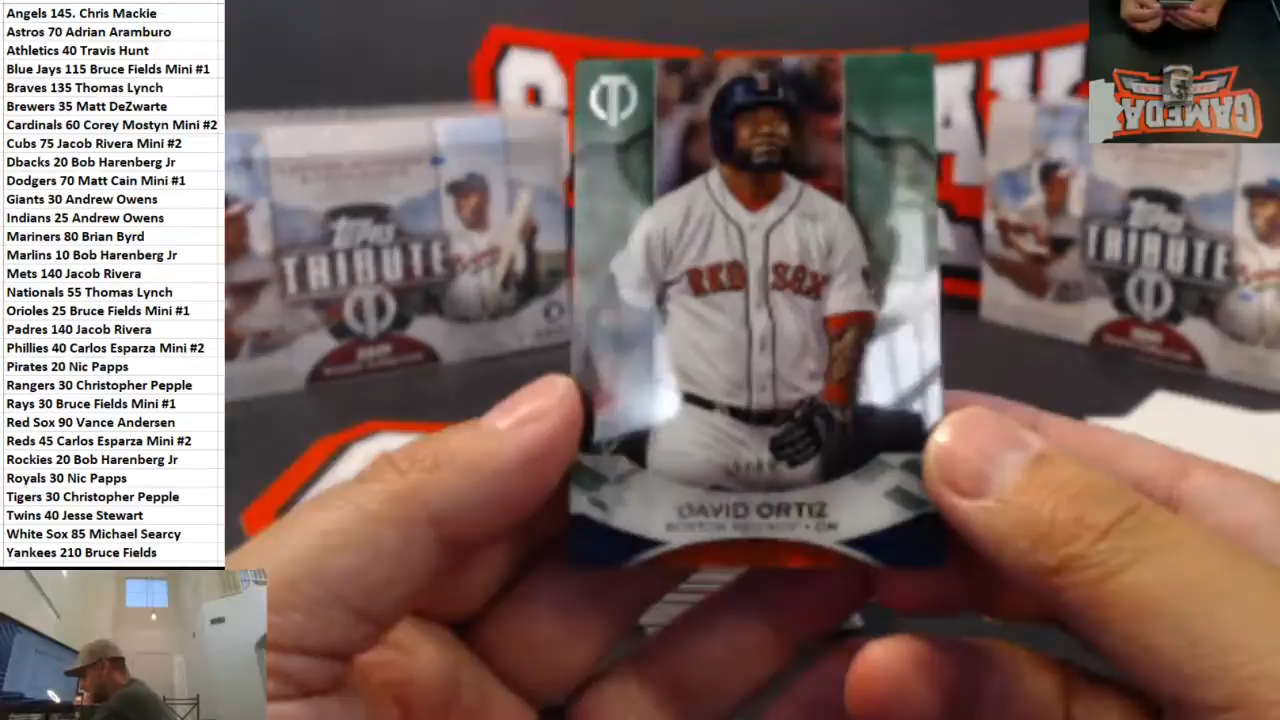 Angels 145. Chris Mackie
Astros 70 Adrian Aramburo
Athletics 40 Travis Hunt
Blue Jays 115 Bruce Fields Mini #1
Braves 135 Thomas Lynch
Brewers 35 Matt DeZwarte
Cardinals 60 Corey Mostyn Mini #2
Cubs 75 Jacob Rivera Mini #2
Dbacks 20 Bob Harenberg Jr
Dodgers 70 Matt Cain Mini #1
Giants 30 Andrew Owens
Indians 25 Andrew Owens
Mariners 80 Brian Byrd
Marlins 10 Bob Harenberg Jr
Mets 140 Jacob Rivera
Nationals 55 Thomas Lynch
Orioles 25 Bruce Fields Mini #1
Padres 140 Jacob Rivera
Phillies 40 Carlos Esparza Mini #2
Pirates 20 Nic Papps
Rangers 30 Christopher Pepple
Rays 30 Bruce Fields Mini #1
Red Sox 90 Vance Andersen
Reds 45 Carlos Esparza Mini #2
Rockies 20 Bob Harenberg Jr
Royals 30 Nic Papps
Tigers 30 Christopher Pepple
Twins 40 Jesse Stewart
White Sox 85 Michael Searcy
Yankees 210 Bruce Fields
Topps
TRIBUTE
RED SOX
DAVID ORTIZ
Topps
TRIBUTE
GAMEDAY